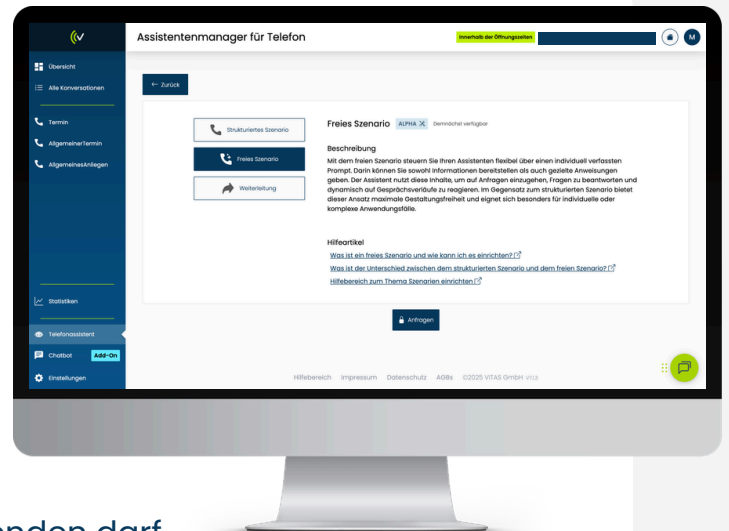 Assistentenmanager für Telefon
Innerhalb der Öffnungszeiten
M
Übersicht
Alle Konversationen
Termin
AllgemeinerTermin
AllgemeinesAnliegen
Statistiken
Telefonassistent
Chatbot Add-On
Einstellungen
← Zurück
Strukturiertes Szenario
Freies Szenario
Weiterleitung
Freies Szenario ALPHA Demnächst verfügbar
Beschreibung
Mit dem freien Szenario steuern Sie Ihren Assistenten flexibel über einen individuell verfassten
Prompt. Darin können Sie sowohl Informationen bereitstellen als auch gezielte Anweisungen
geben. Der Assistent nutzt diese Inhalte, um auf Anfragen einzugehen, Fragen zu beantworten und
dynamisch auf Gesprächsverläufe zu reagieren. Im Gegensatz zum strukturierten Szenario bietet
dieser Ansatz maximale Gestaltungsfreiheit und eignet sich besonders für individuelle oder
komplexe Anwendungsfälle.
Hilfeartikel
Was ist ein freies Szenario und wie kann ich es einrichten?
Was ist der Unterschied zwischen dem strukturierten Szenario und dem freien Szenario?
Hilfebereich zum Thema Szenarien einrichten
Anfragen
Hilfebereich Impressum Datenschutz AGBs ©2025 VITAS GmbH
darf